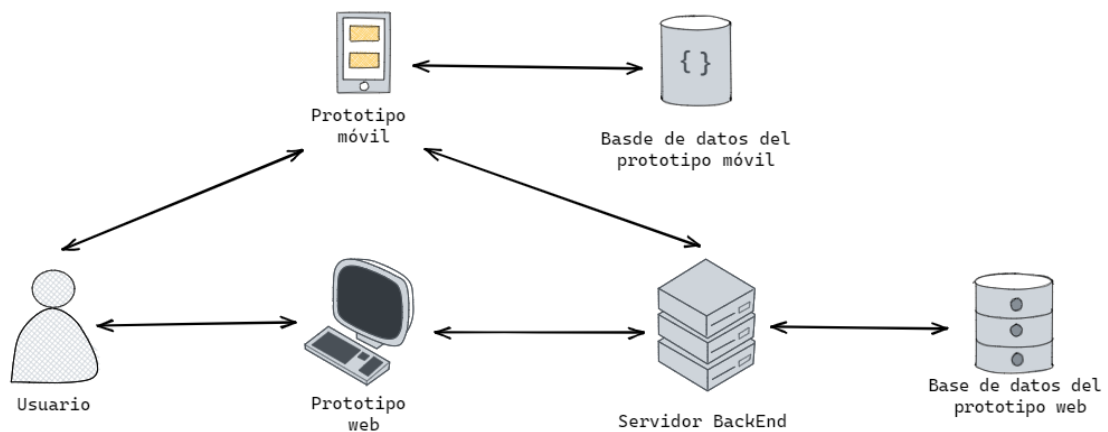 { }
Prototipo
móvil
Basde de datos del
prototipo móvil
Usuario
Prototipo
web
Servidor BackEnd
Base de datos del
prototipo web